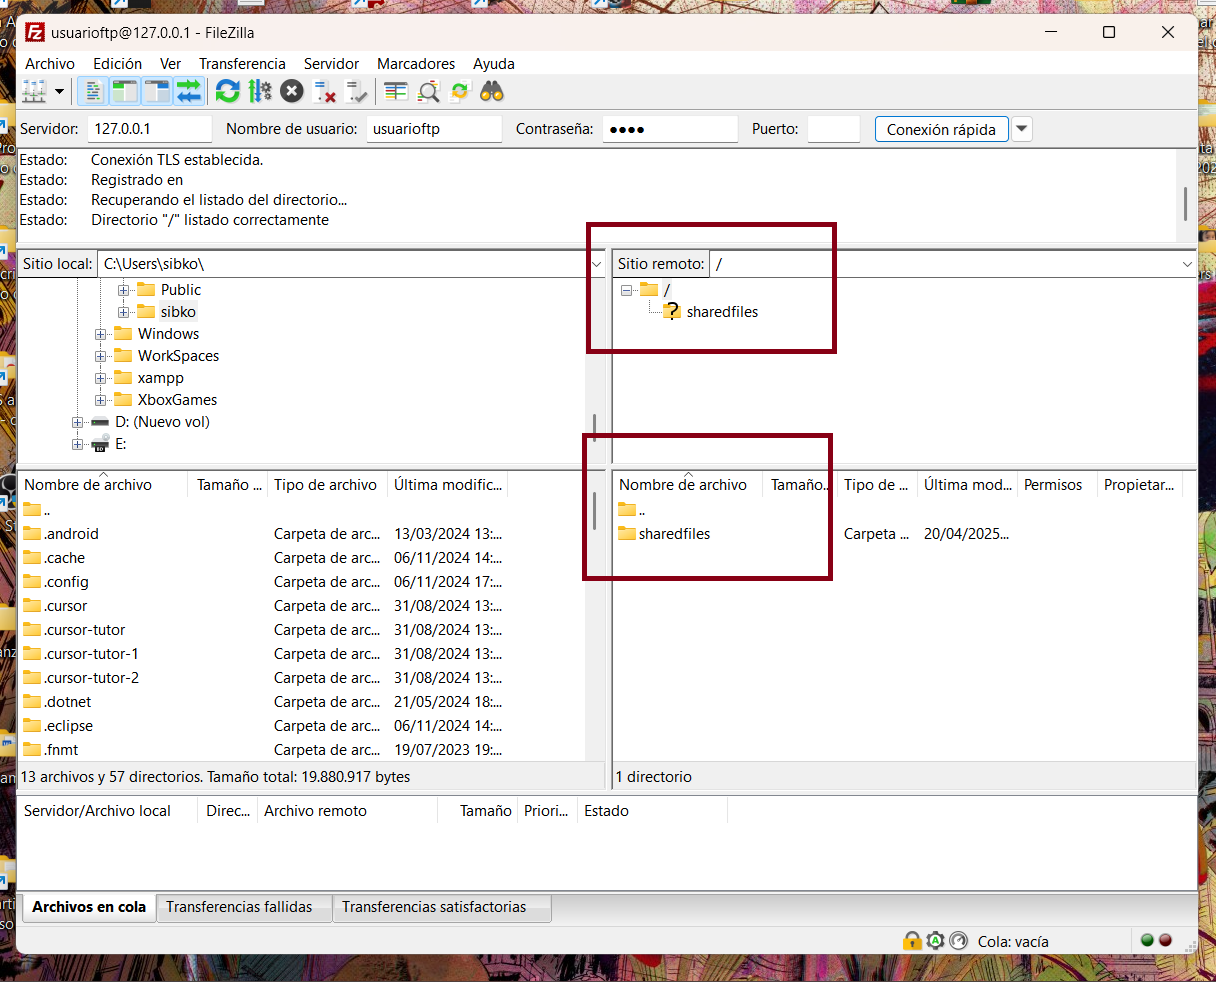 usuarioftp@127.0.0.1 - FileZilla
Archivo Edición Ver Transferencia Servidor Marcadores Ayuda
Servidor: 127.0.0.1 Nombre de usuario: usuarioftp Contraseña: ●●●● Puerto: Conexión rápida
Estado: Conexión TLS establecida.
Estado: Registrado en
Estado: Recuperando el listado del directorio...
Estado: Directorio "/" listado correctamente
Sitio local: C:\Users\sibko\
Public
sibko
Windows
WorkSpaces
xampp
XboxGames
D: (Nuevo vol)
E:
Sitio remoto: /
/
sharedfiles
Nombre de archivo Tamaño ... Tipo de archivo Última modific...
..
.android Carpeta de arc... 13/03/2024 13:...
.cache Carpeta de arc... 06/11/2024 14:...
.config Carpeta de arc... 06/11/2024 17:...
.cursor Carpeta de arc... 31/08/2024 13:...
.cursor-tutor Carpeta de arc... 31/08/2024 13:...
.cursor-tutor-1 Carpeta de arc... 31/08/2024 13:...
.cursor-tutor-2 Carpeta de arc... 31/08/2024 13:...
.dotnet Carpeta de arc... 21/05/2024 18:...
.eclipse Carpeta de arc... 06/11/2024 14:...
.fnmt Carpeta de arc... 19/07/2023 19:...
13 archivos y 57 directorios. Tamaño total: 19.880.917 bytes
Nombre de archivo Tamaño... Tipo de ... Última mod... Permisos Propietar...
..
sharedfiles Carpeta ... 20/04/2025...
1 directorio
Servidor/Archivo local Direc... Archivo remoto Tamaño Priori... Estado
Archivos en cola Transferencias fallidas Transferencias satisfactorias
Cola: vacía